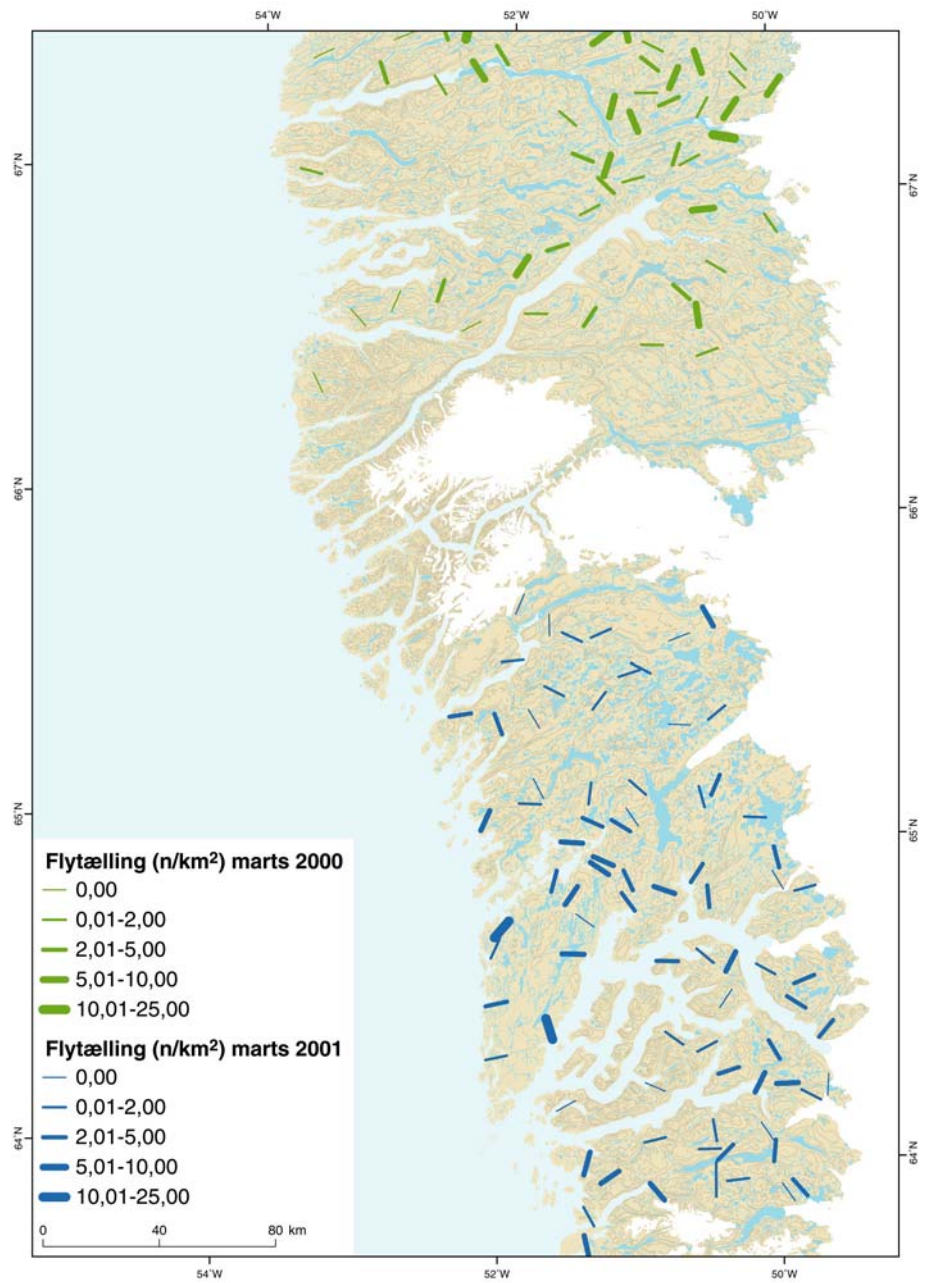 54°W 52°W 50°W
67°N 67°N
66°N 66°N
65°N 65°N
Flytælling (n/km²) marts 2000
0,00
0,01-2,00
2,01-5,00
5,01-10,00
10,01-25,00
Flytælling (n/km²) marts 2001
0,00
0,01-2,00
2,01-5,00
5,01-10,00
10,01-25,00
64°N 64°N
0 40 80 km
54°W 52°W 50°W